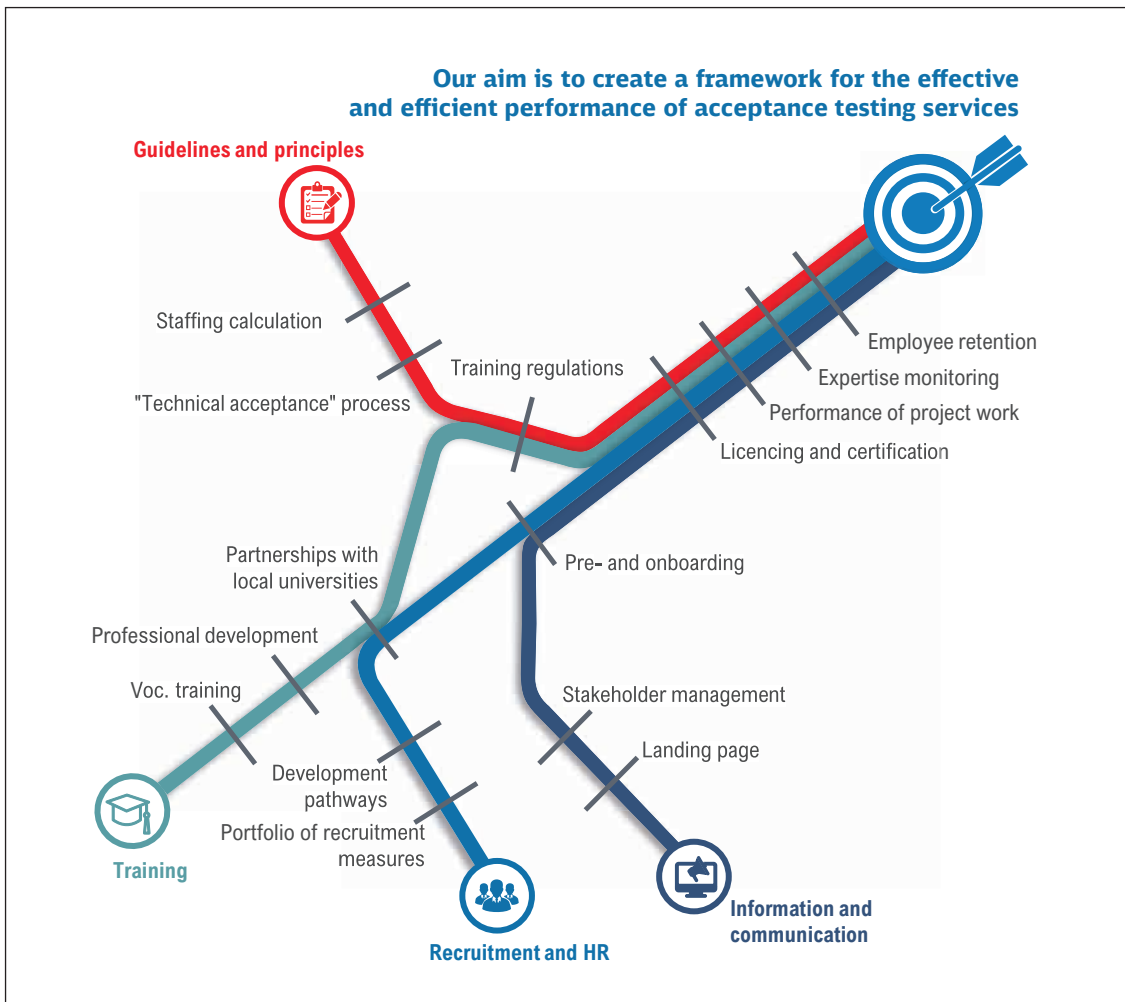 Our aim is to create a framework for the effective
and efficient performance of acceptance testing services
Guidelines and principles
Staffing calculation
"Technical acceptance" process
Training regulations
Employee retention
Expertise monitoring
Performance of project work
Licencing and certification
Partnerships with
local universities
Pre- and onboarding
Professional development
Voc. training
Stakeholder management
Landing page
Development
pathways
Portfolio of recruitment
measures
Training
Recruitment and HR
Information and
communication